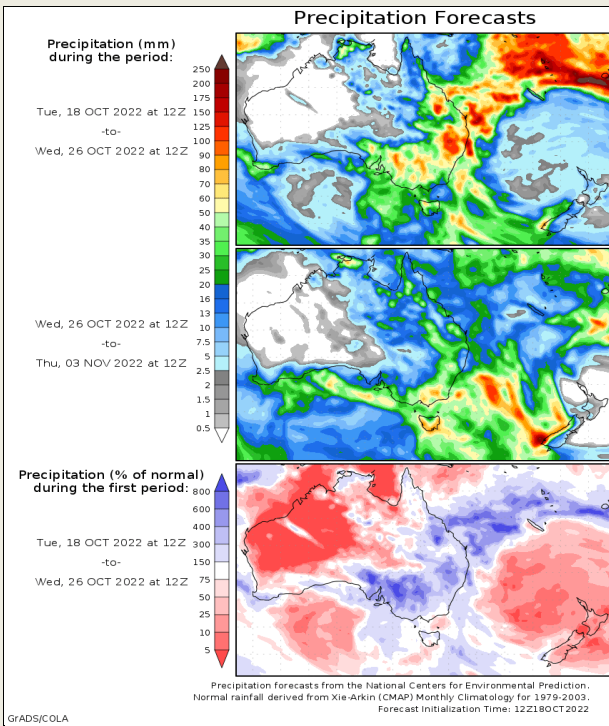 Precipitation Forecasts
Precipitation (mm)
during the period:
Tue, 18 OCT 2022 at 12Z
-to-
Wed, 26 OCT 2022 at 12Z
250
200
175
150
125
100
90
80
70
60
50
40
35
30
25
20
16
13
10
7.5
5
2.5
2
1.5
1
0.5
Wed, 26 OCT 2022 at 12Z
-to-
Thu, 03 NOV 2022 at 12Z
Precipitation (% of normal)
during the first period:
Tue, 18 OCT 2022 at 12Z
-to-
Wed, 26 OCT 2022 at 12Z
800
600
400
300
150
75
50
25
10
5
Precipitation forecasts from the National Centers for Environmental Prediction.
Normal rainfall derived from Xie-Arkin (CMAP) Monthly Climatology for 1979-2003.
Forecast Initialization Time: 12Z18OCT2022
GrADS/COLA